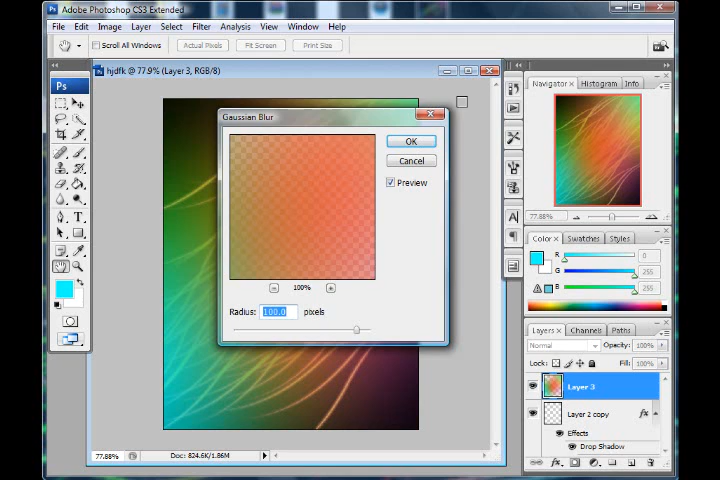 Adobe Photoshop CS3 Extended
File Edit Image Layer Select Filter Analysis View Window Help
Scroll All Windows Actual Pixels Fit Screen Print Size
Ps
hjdfk @ 77.9% (Layer 3, RGB/8)
Gaussian Blur
OK
Cancel
Preview
100%
Radius: 100.0 pixels
77.88% Doc: 824.6K/1.86M
Navigator Histogram Info
77.88%
Color Swatches Styles
R 0
G 255
B 255
Layers Channels Paths
Normal Opacity: 100%
Lock: Fill: 100%
Layer 3
Layer 2 copy fx
Effects
Drop Shadow